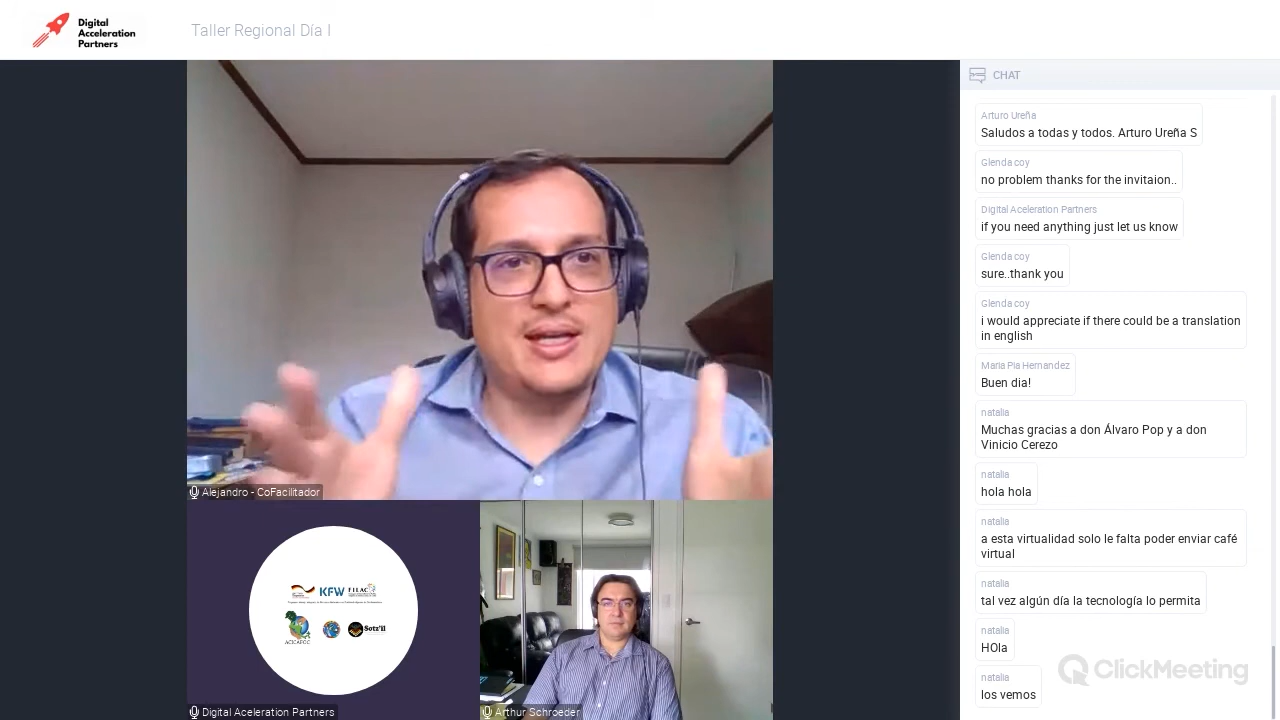 Digital
Acceleration
Partners
Taller Regional Día I
CHAT
Arturo Ureña
Saludos a todas y todos. Arturo Ureña S
Glenda coy
no problem thanks for the invitaion..
Digital Aceleration Partners
if you need anything just let us know
Glenda coy
sure..thank you
Glenda coy
i would appreciate if there could be a translation
in english
Maria Pia Hernandez
Buen dia!
natalia
Muchas gracias a don Álvaro Pop y a don
Vinicio Cerezo
natalia
hola hola
natalia
a esta virtualidad solo le falta poder enviar café
virtual
natalia
tal vez algún día la tecnología lo permita
natalia
HOla
natalia
los vemos
ClickMeeting
Alejandro - CoFacilitador
KFW
FILAC
ACICAFOC
Sotz'il
Digital Aceleration Partners
Arthur Schroeder